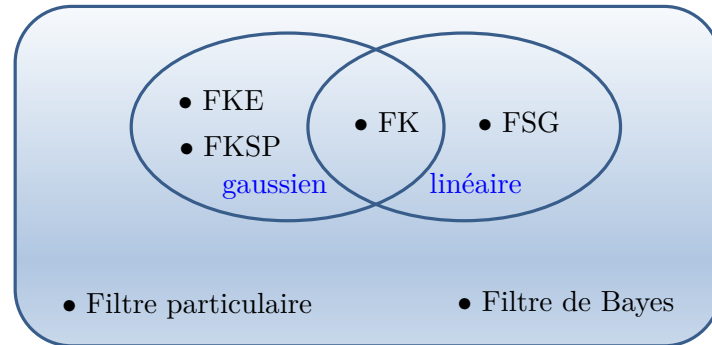 • FKE
• FK
• FSG
• FKSP
gaussien
linéaire
• Filtre particulaire
• Filtre de Bayes